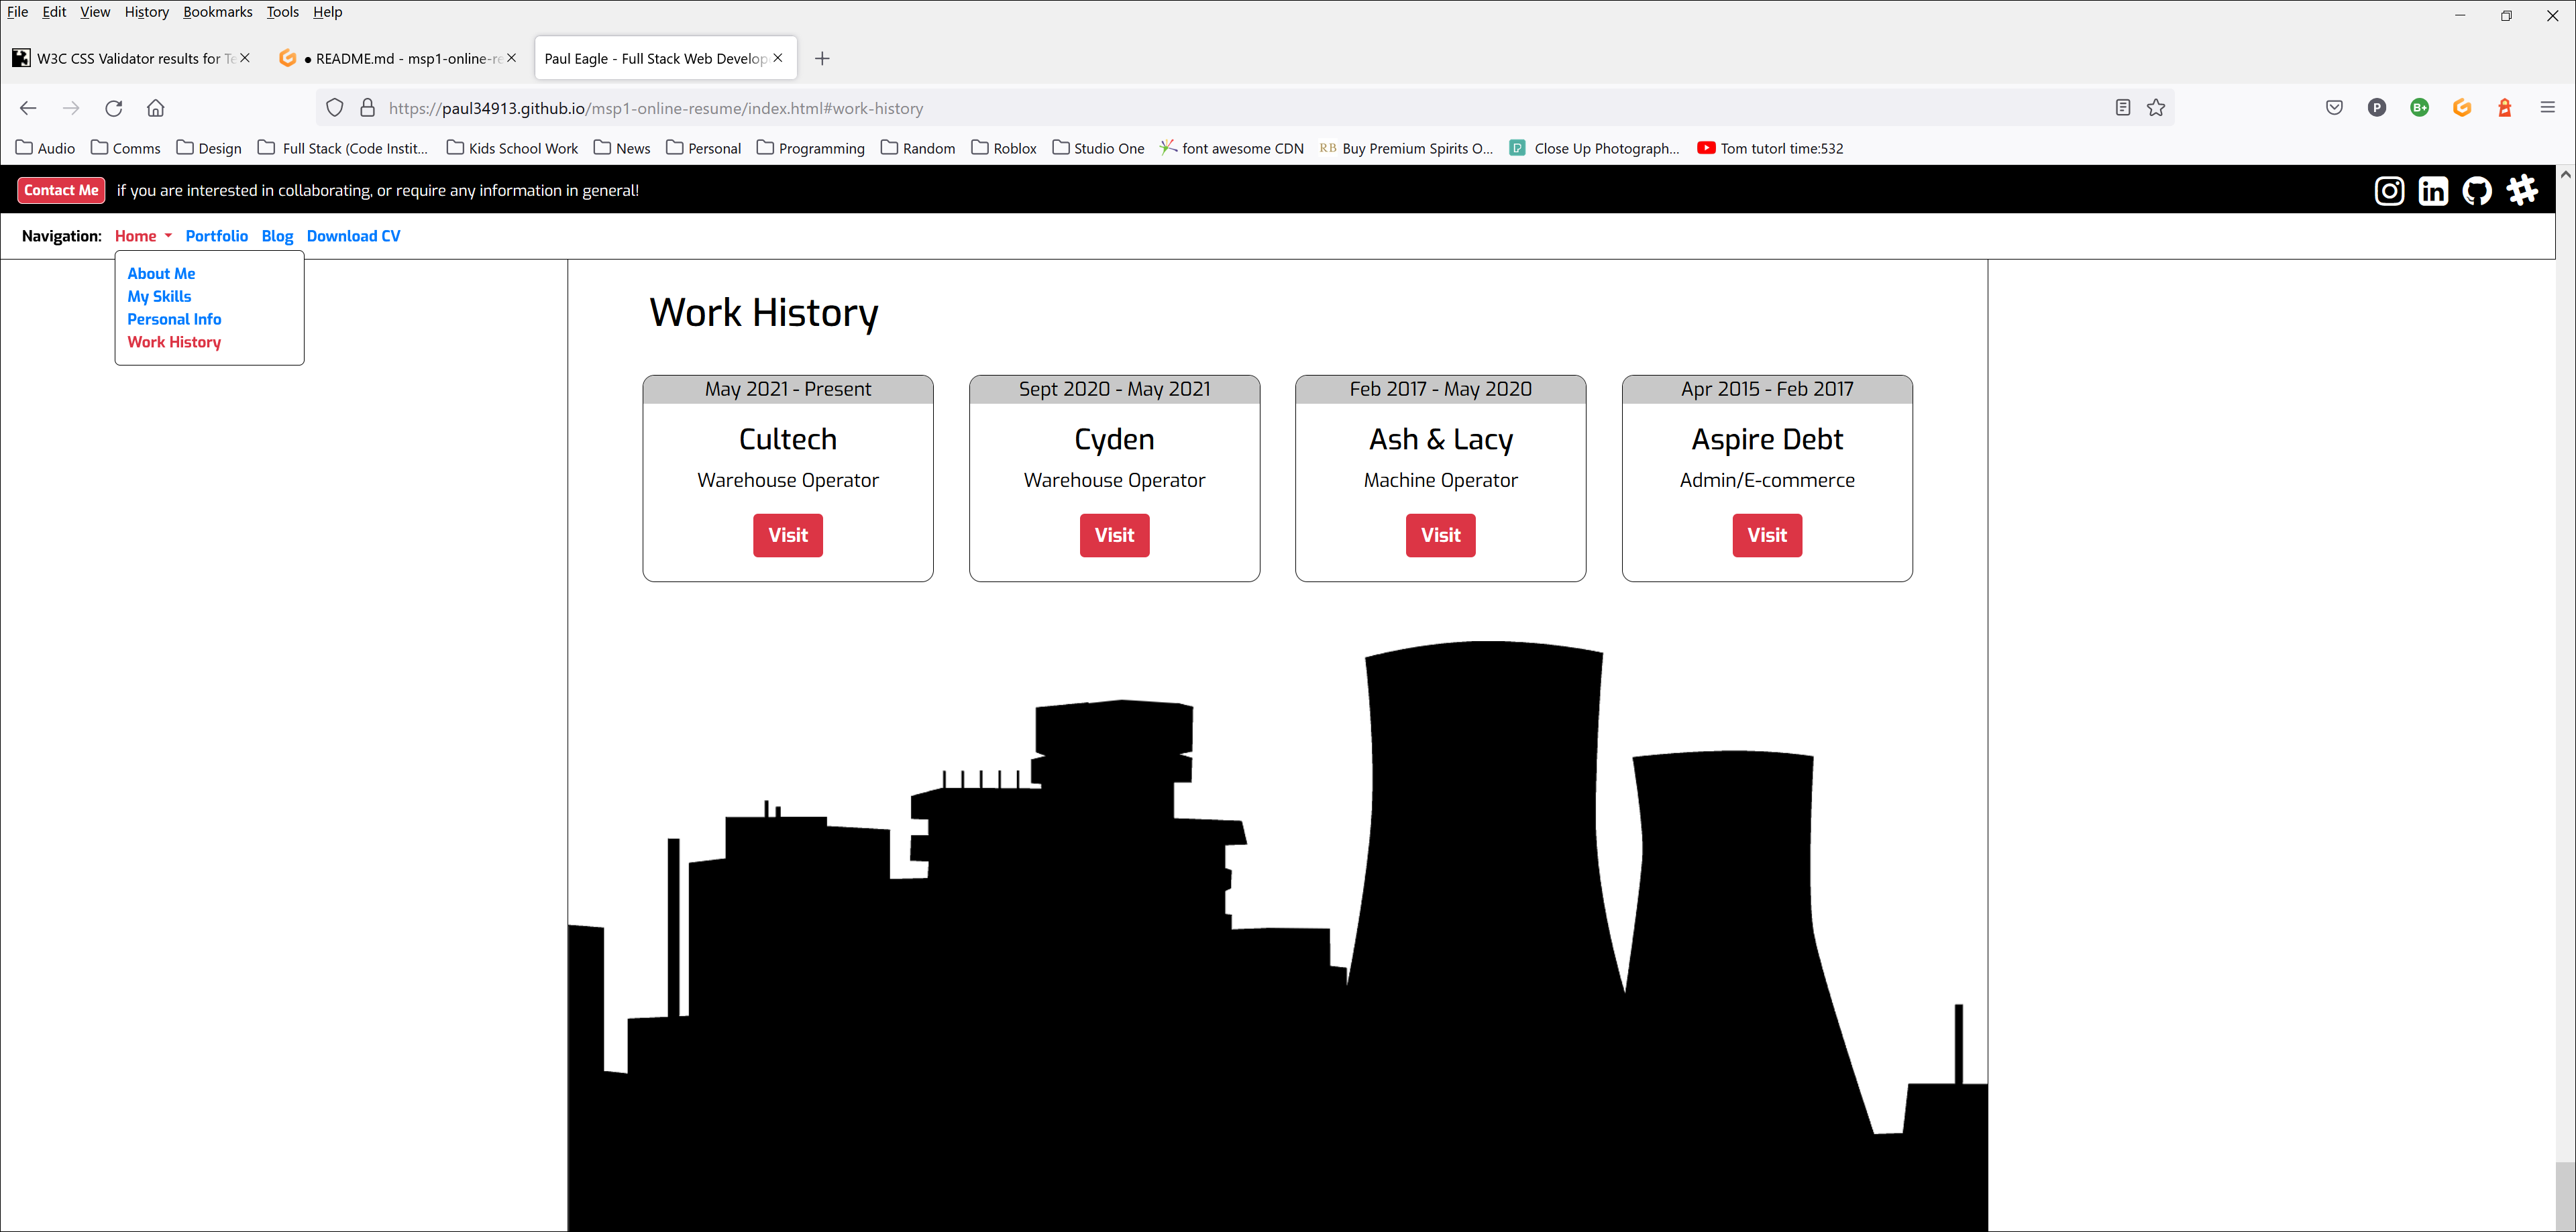 File Edit View History Bookmarks Tools Help
W3C CSS Validator results for Te
● README.md - msp1-online-re
Paul Eagle - Full Stack Web Develop
https://paul34913.github.io/msp1-online-resume/index.html#work-history
P
B+
Audio Comms Design Full Stack (Code Instit... Kids School Work News Personal Programming Random Roblox Studio One font awesome CDN RB Buy Premium Spirits O... Close Up Photograph... Tom tutorl time:532
Contact Me if you are interested in collaborating, or require any information in general!
Navigation: Home Portfolio Blog Download CV
About Me
My Skills
Personal Info
Work History
Work History
May 2021 - Present
Cultech
Warehouse Operator
Visit
Sept 2020 - May 2021
Cyden
Warehouse Operator
Visit
Feb 2017 - May 2020
Ash & Lacy
Machine Operator
Visit
Apr 2015 - Feb 2017
Aspire Debt
Admin/E-commerce
Visit